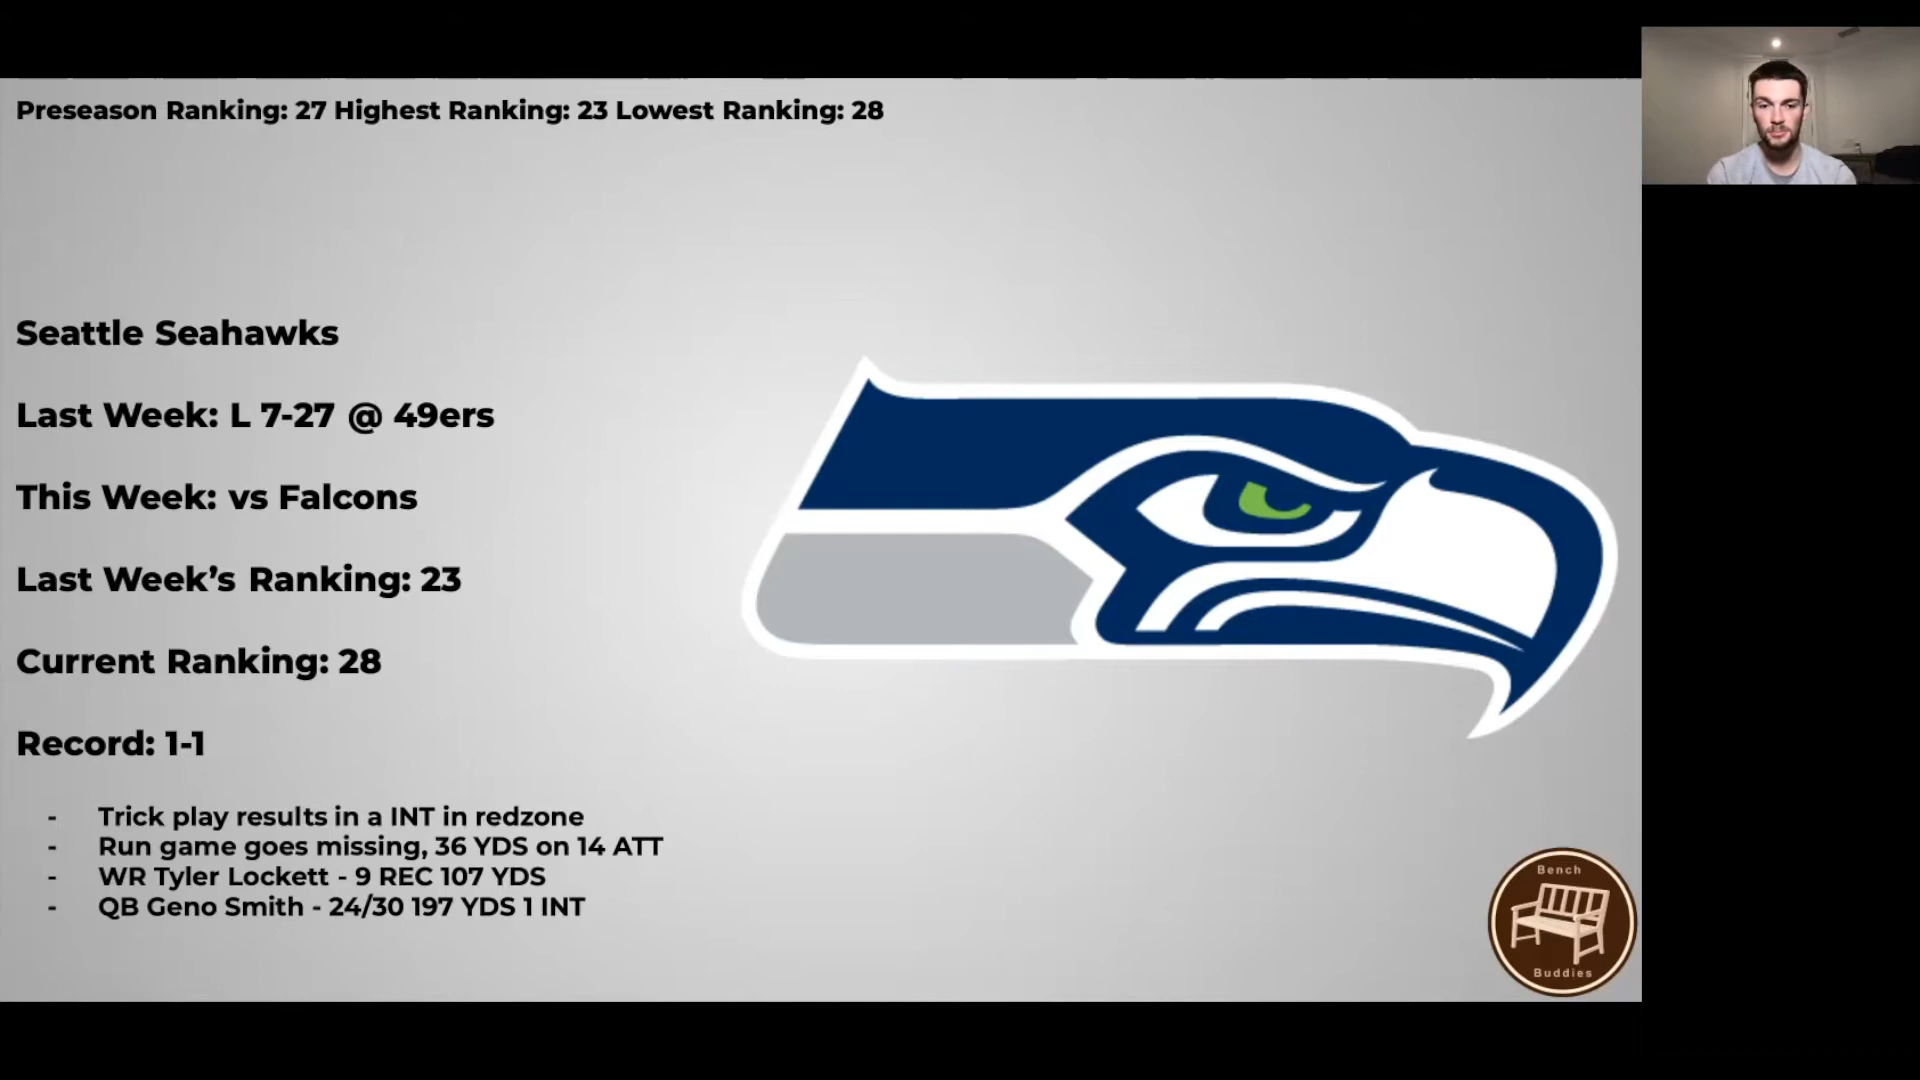 Preseason Ranking: 27 Highest Ranking: 23 Lowest Ranking: 28
Seattle Seahawks
Last Week: L 7-27 @ 49ers
This Week: vs Falcons
Last Week’s Ranking: 23
Current Ranking: 28
Record: 1-1
- Trick play results in a INT in redzone
- Run game goes missing, 36 YDS on 14 ATT
- WR Tyler Lockett - 9 REC 107 YDS
- QB Geno Smith - 24/30 197 YDS 1 INT
Bench
Buddies